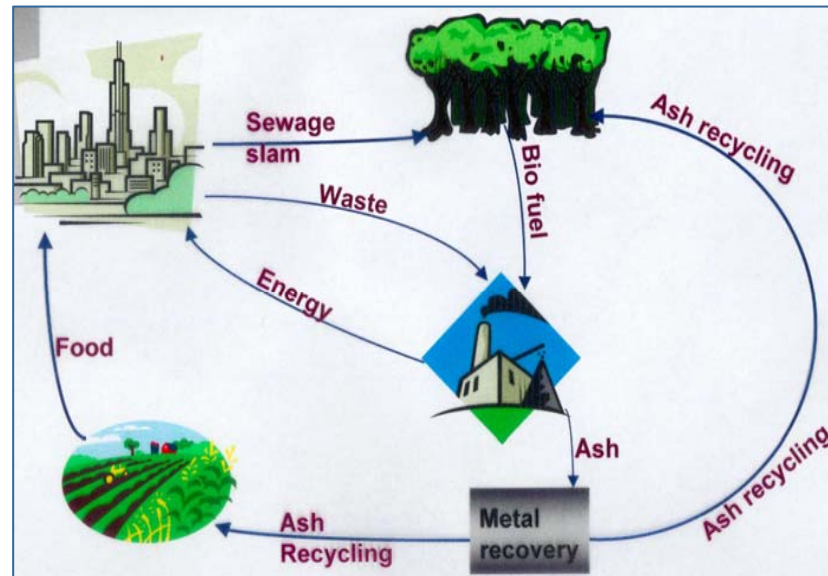 Sewage
slam
Ash recycling
Waste
Bio fuel
Energy
Food
Ash
Ash
Recycling
Metal
recovery
Ash recycling